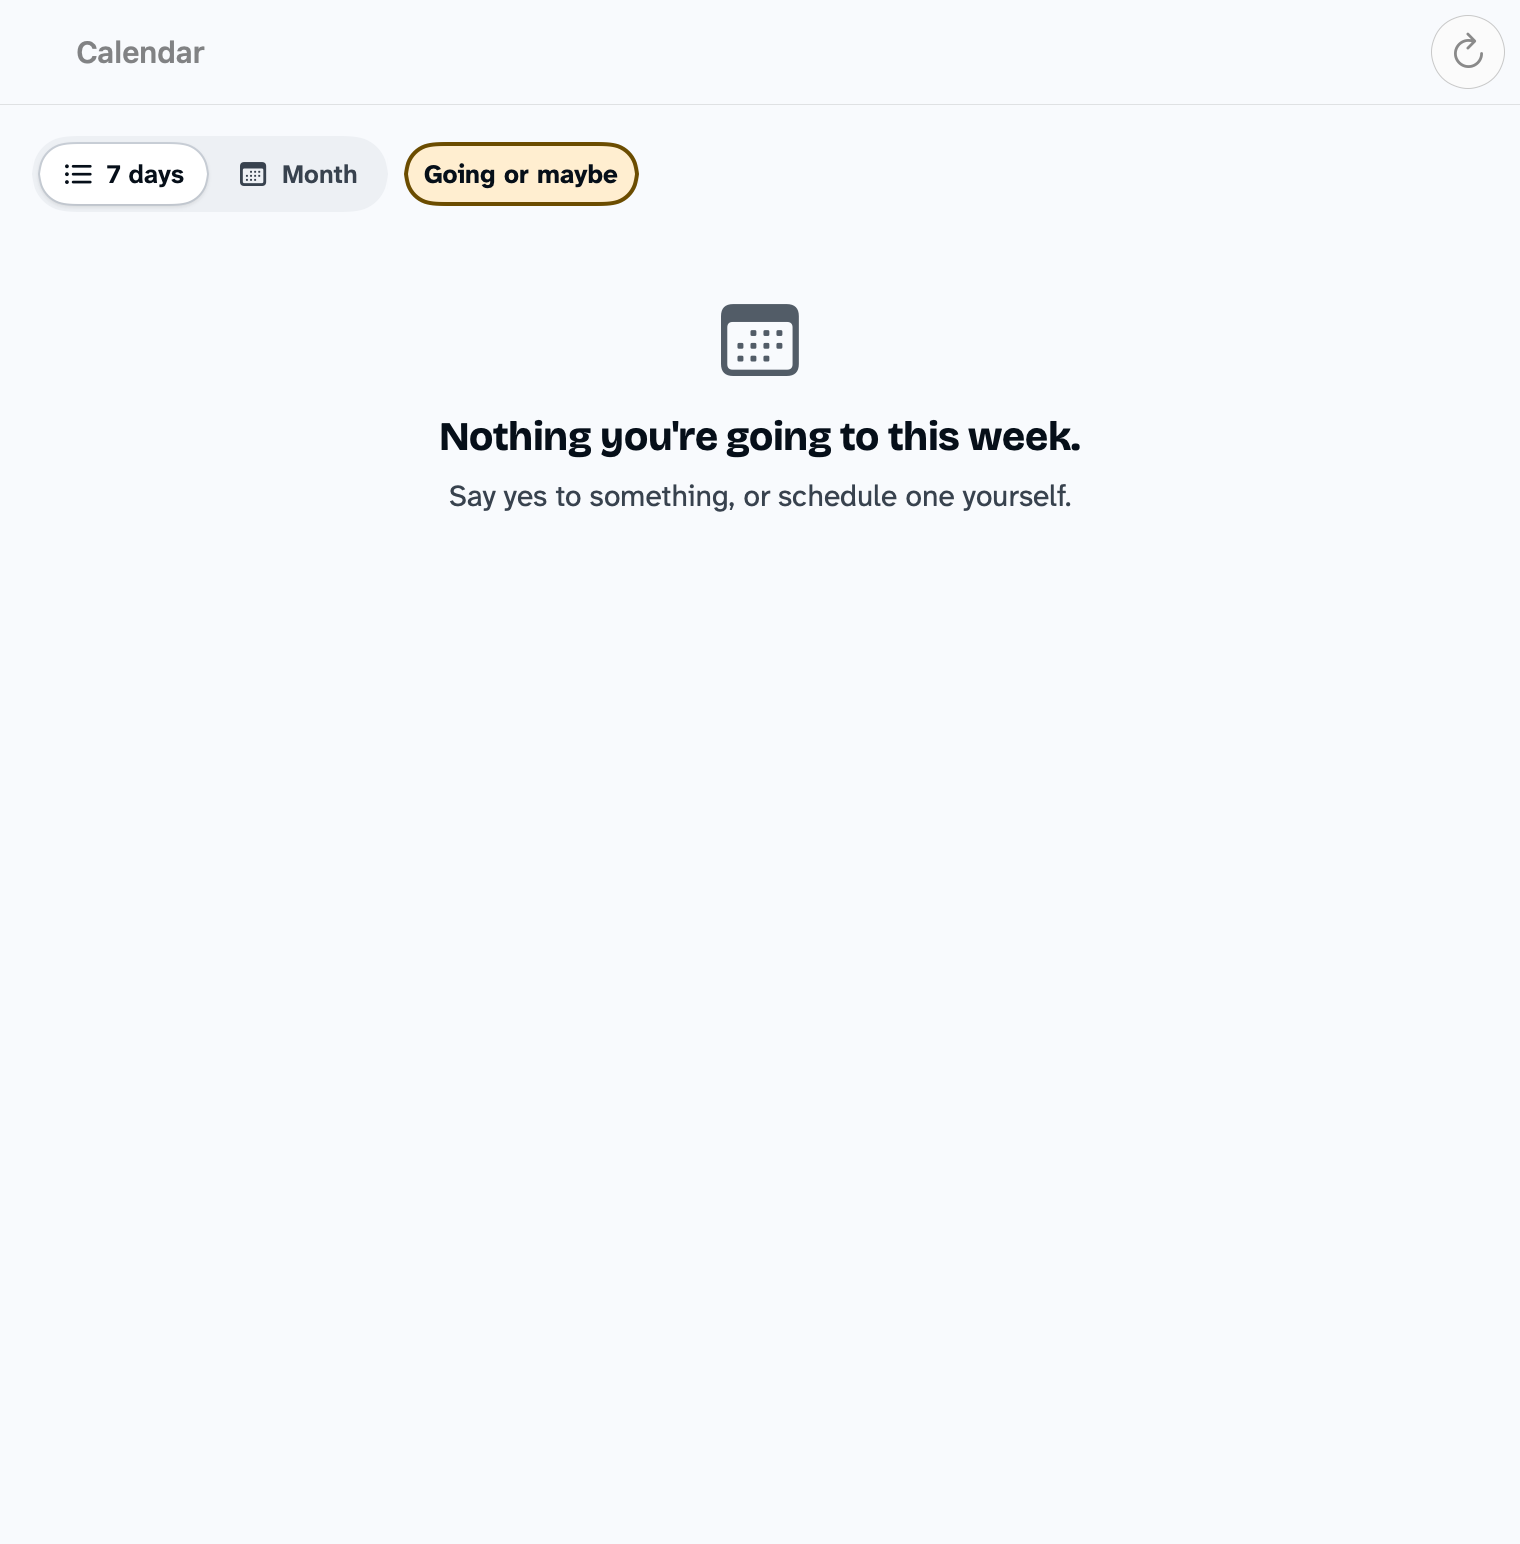 Calendar
7 days
Month
Going or maybe
Nothing you're going to this week.
Say yes to something, or schedule one yourself.